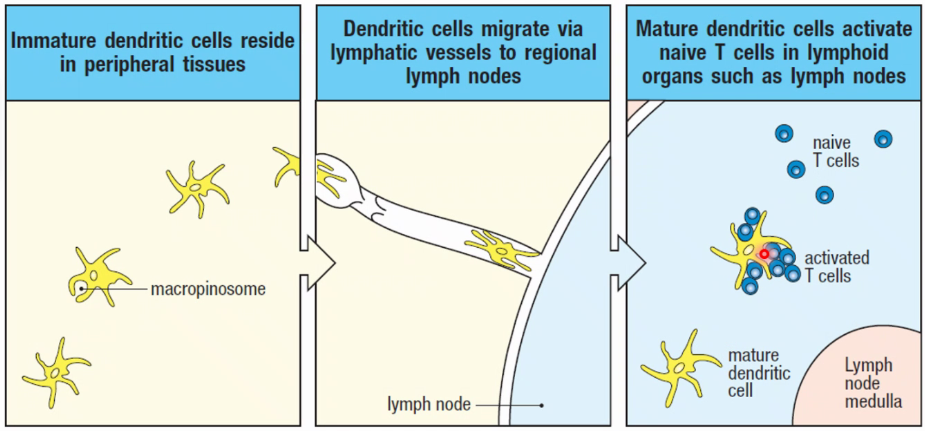 Immature dendritic cells reside
in peripheral tissues
macropinosome
Dendritic cells migrate via
lymphatic vessels to regional
lymph nodes
lymph node
Mature dendritic cells activate
naive T cells in lymphoid
organs such as lymph nodes
naive
T cells
activated
T cells
mature
dendritic
cell
Lymph
node
medulla